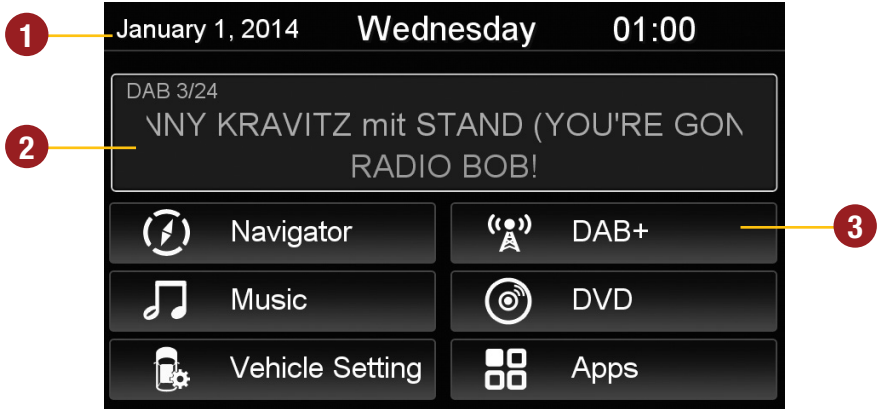 1 January 1, 2014 Wednesday 01:00
DAB 3/24
2 NNY KRAVITZ mit STAND (YOU'RE GON
RADIO BOB!
Navigator DAB+ 3
Music DVD
Vehicle Setting Apps